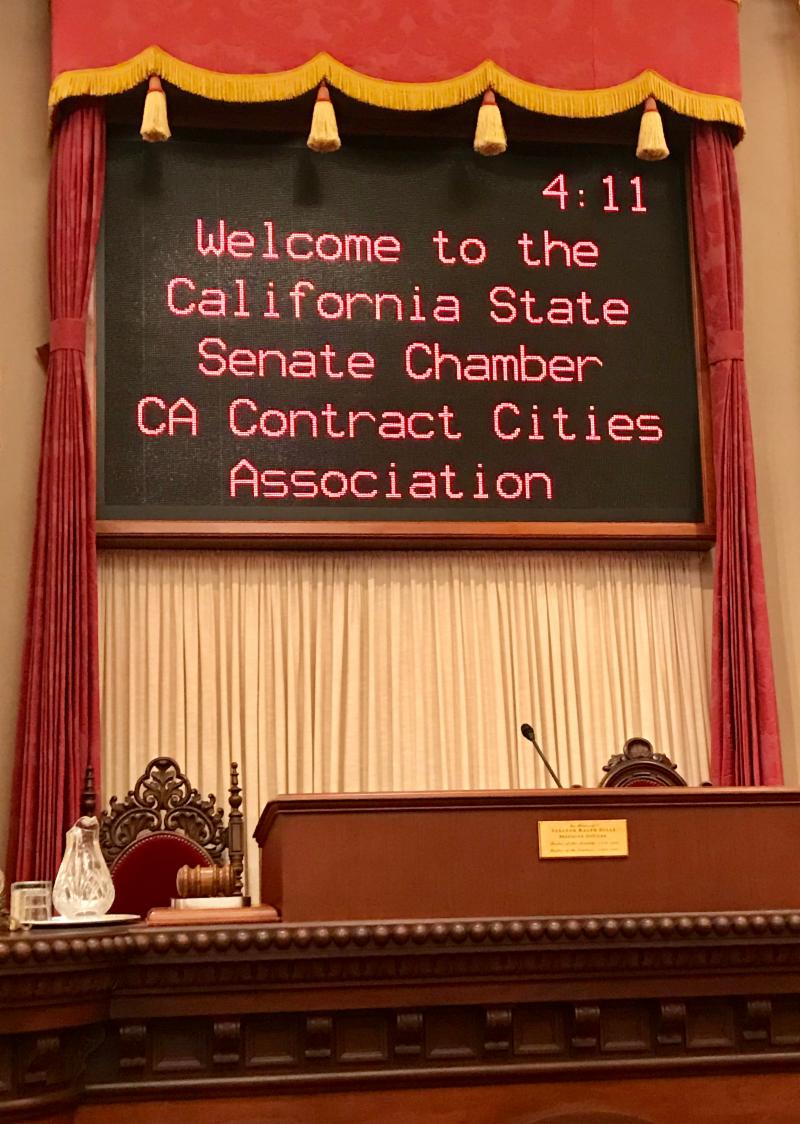 4:11
Welcome to the
California State
Senate Chamber
CA Contract Cities
Association